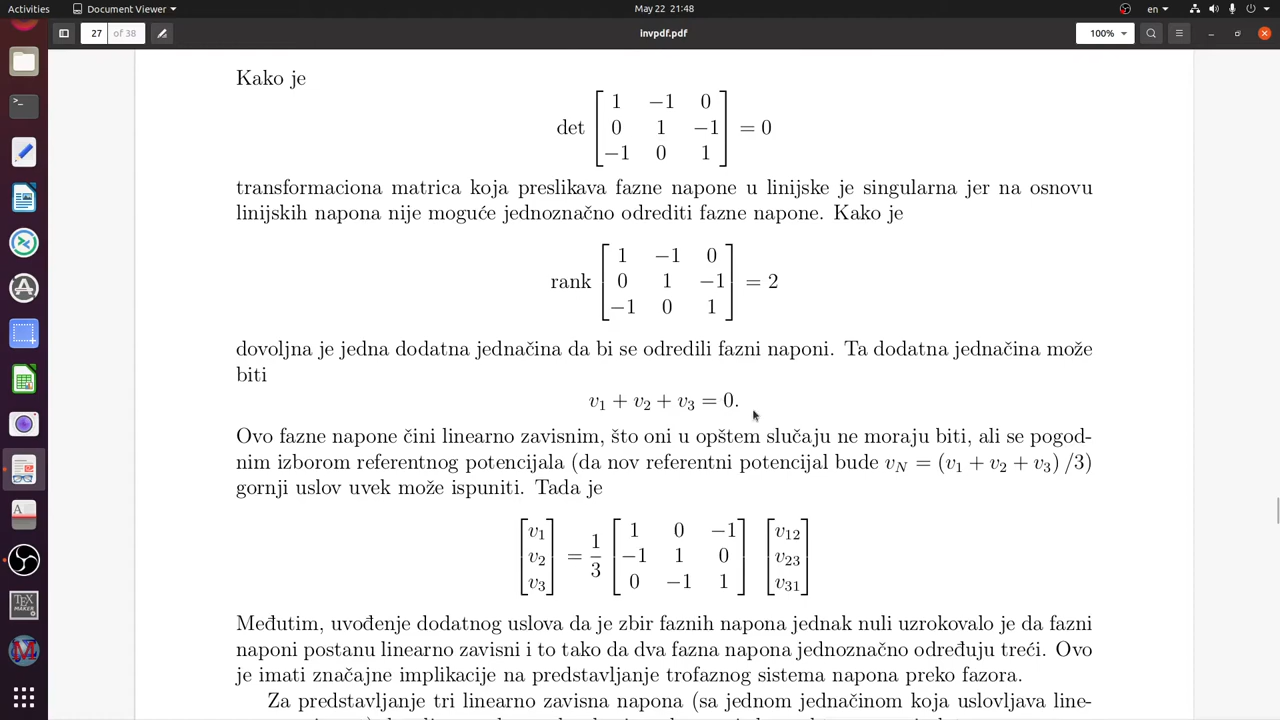 Activities
Document Viewer
May 22 21:48
en
27 of 38
invpdf.pdf
100%
Kako je
det [1 −1 0
0 1 −1
−1 0 1] = 0
transformaciona matrica koja preslikava fazne napone u linijske je singularna jer na osnovu
linijskih napona nije moguće jednoznačno odrediti fazne napone. Kako je
rank [1 −1 0
0 1 −1
−1 0 1] = 2
dovoljna je jedna dodatna jednačina da bi se odredili fazni naponi. Ta dodatna jednačina može
biti
v₁ + v₂ + v₃ = 0.
Ovo fazne napone čini linearno zavisnim, što oni u opštem slučaju ne moraju biti, ali se pogod-
nim izborom referentnog potencijala (da nov referentni potencijal bude v_N = (v₁ + v₂ + v₃) /3)
gornji uslov uvek može ispuniti. Tada je
[v₁
v₂
v₃] = 1/3 [1 0 −1
−1 1 0
0 −1 1] [v₁₂
v₂₃
v₃₁]
Međutim, uvođenje dodatnog uslova da je zbir faznih napona jednak nuli uzrokovalo je da fazni
naponi postanu linearno zavisni i to tako da dva fazna napona jednoznačno određuju treći. Ovo
je imati značajne implikacije na predstavljanje trofaznog sistema napona preko fazora.
Za predstavljanje tri linearno zavisna napona (sa jednom jednačinom koja uslovljava line-